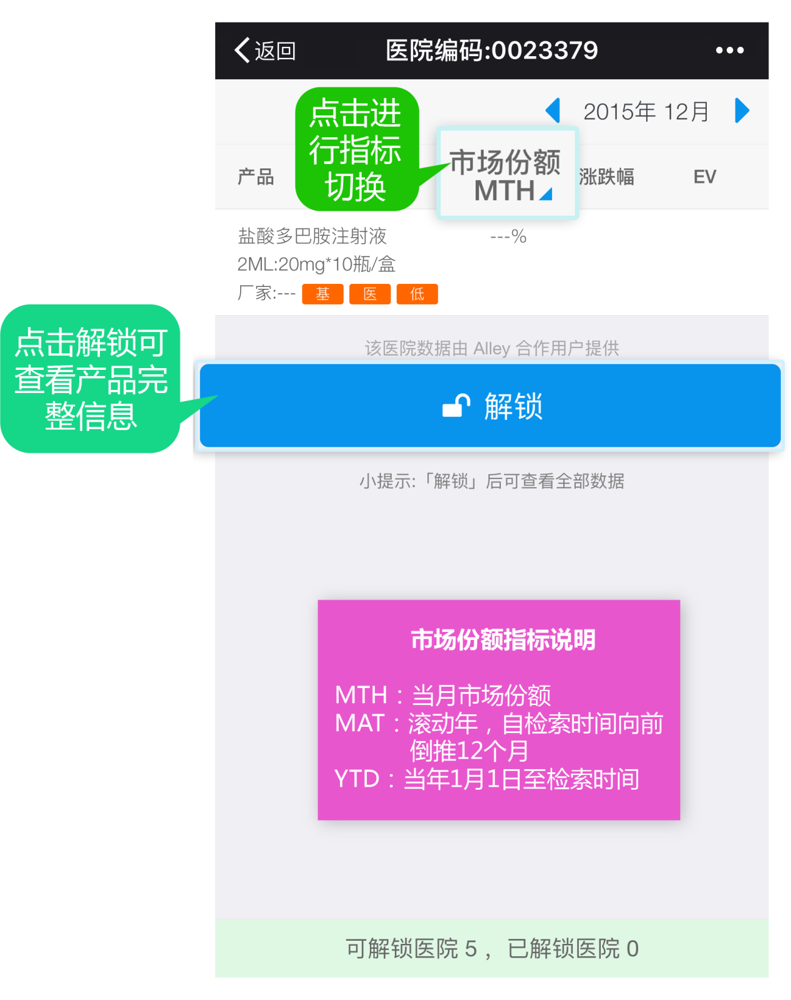 返回
医院编码:0023379
2015年 12月
点击进
行指标
切换
产品
市场份额
MTH
涨跌幅
EV
盐酸多巴胺注射液
---%
2ML:20mg*10瓶/盒
厂家:--- 基 医 低
点击解锁可
查看产品完
整信息
该医院数据由 Alley 合作用户提供
解锁
小提示:「解锁」后可查看全部数据
市场份额指标说明
MTH：当月市场份额
MAT：滚动年，自检索时间向前
倒推12个月
YTD：当年1月1日至检索时间
可解锁医院 5， 已解锁医院 0